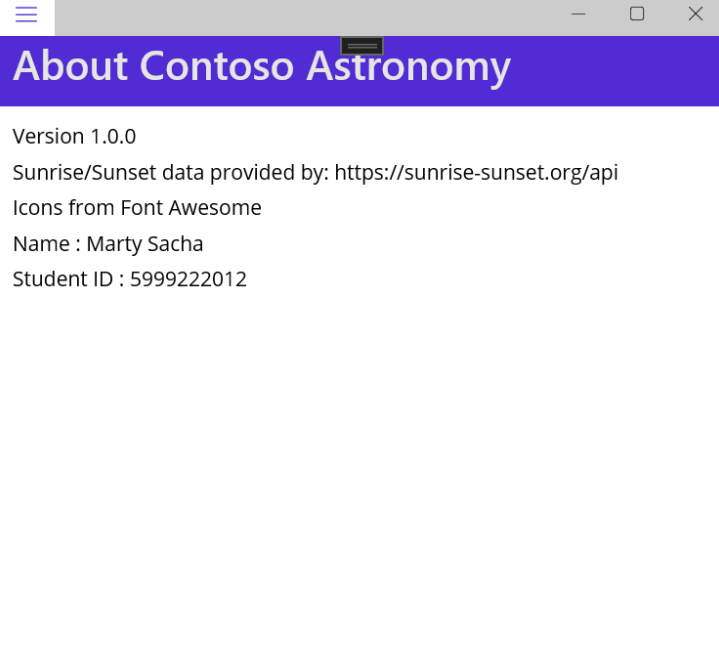 About Contoso Astronomy
Version 1.0.0
Sunrise/Sunset data provided by: https://sunrise-sunset.org/api
Icons from Font Awesome
Name : Marty Sacha
Student ID : 5999222012